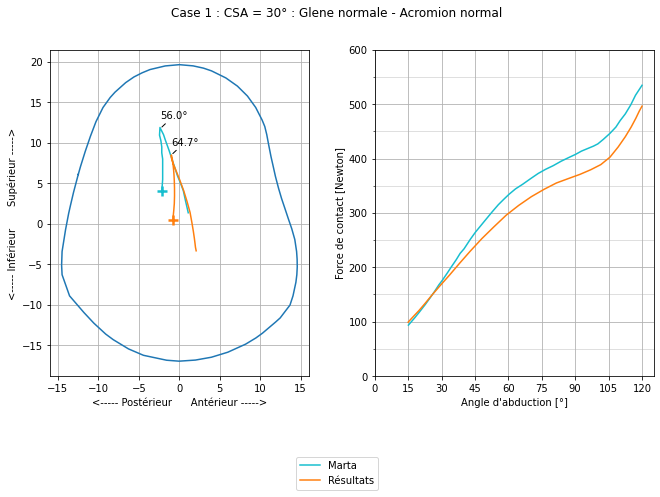 Case 1 : CSA = 30° : Glene normale - Acromion normal
<----- Inférieur      Supérieur ----->
20
15
10
5
0
−5
−10
−15
56.0°
64.7°
−15 −10 −5 0 5 10 15
<----- Postérieur      Antérieur ----->
Force de contact [Newton]
600
500
400
300
200
100
0
0 15 30 45 60 75 90 105 120
Angle d'abduction [°]
Marta
Résultats